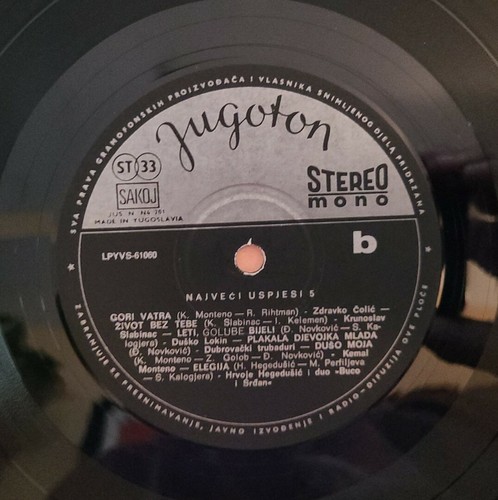 SVA PRAVA GRAMOFONSKIH PROIZVOĐAČA I VLASNIKA SNIMLJENOG DJELA PRIDRŽANA
Jugoton
ST 33
STEREO
mono
SAKOJ
JUS N. N4. 251
MADE IN YUGOSLAVIA
LPYVS-61060
b
NAJVEĆI USPJESI 5
GORI VATRA (K. Monteno — R. Rihtman) - Zdravko Čolić —
ŽIVOT BEZ TEBE (K. Slabinac — I. Kelemen) - Krunoslav
Slabinac — LETI, GOLUBE BIJELI (Đ. Novković — S. Ka-
logjera) - Duško Lokin — PLAKALA DJEVOJKA MLADA
(Đ. Novković) - Dubrovački trubaduri — DUŠO MOJA
(K. Monteno — Z. Golob — Đ. Novković) - Kemal
Monteno — ELEGIJA (H. Hegedušić — M. Perfiljeva
— S. Kalogjera) - Hrvoje Hegedušić i duo »Buco
i Srđan«
ZABRANJUJE SE PRESNIMAVANJE, JAVNO IZVOĐENJE I RADIO-DIFUZIJA OVE PLOČE